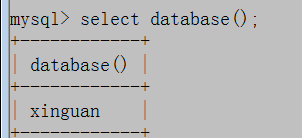 mysql> select database();
+------------+
| database() |
+------------+
| xinguan    |
+------------+